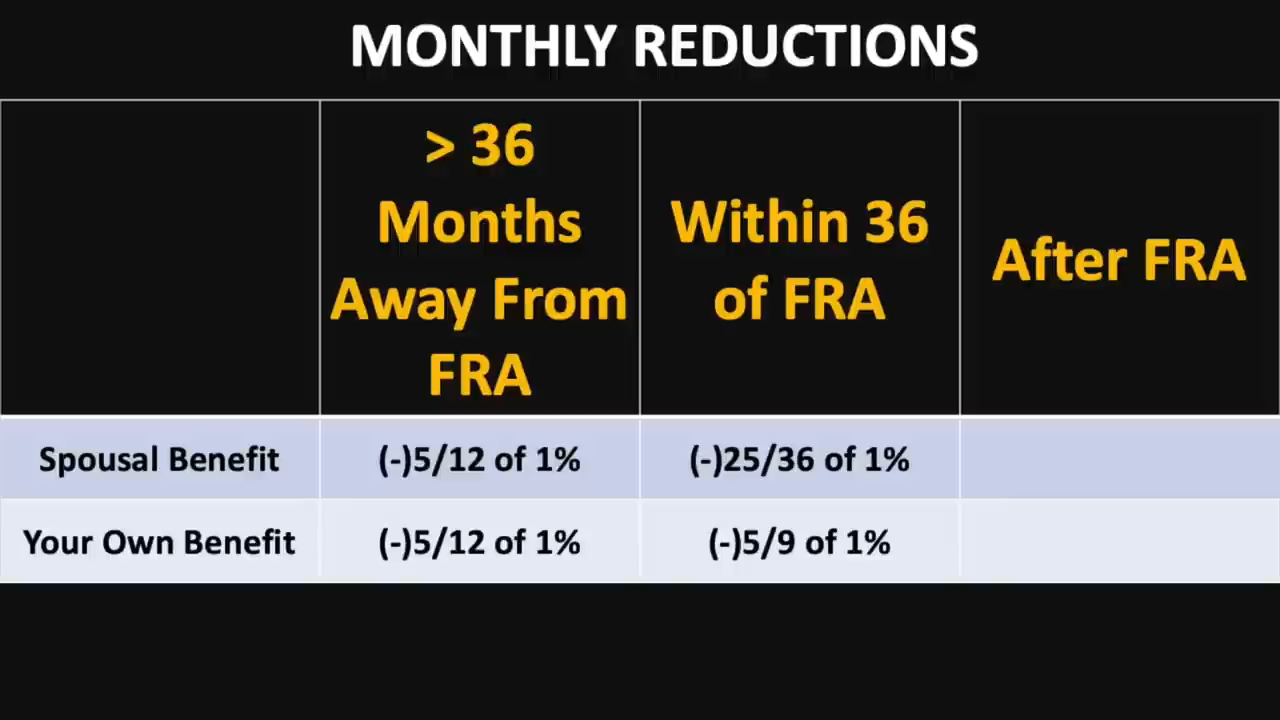 MONTHLY REDUCTIONS
> 36
Months
Away From
FRA
Within 36
of FRA
After FRA
Spousal Benefit
(-)5/12 of 1%
(-)25/36 of 1%
Your Own Benefit
(-)5/12 of 1%
(-)5/9 of 1%